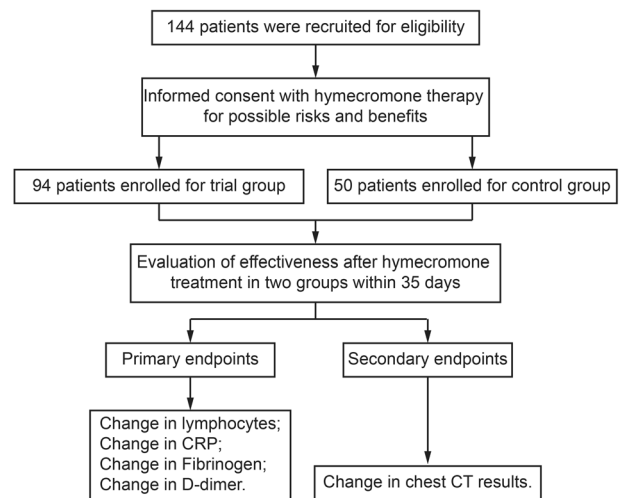 144 patients were recruited for eligibility
Informed consent with hymecromone therapy
for possible risks and benefits
94 patients enrolled for trial group
50 patients enrolled for control group
Evaluation of effectiveness after hymecromone
treatment in two groups within 35 days
Primary endpoints
Secondary endpoints
Change in lymphocytes;
Change in CRP;
Change in Fibrinogen;
Change in D-dimer.
Change in chest CT results.